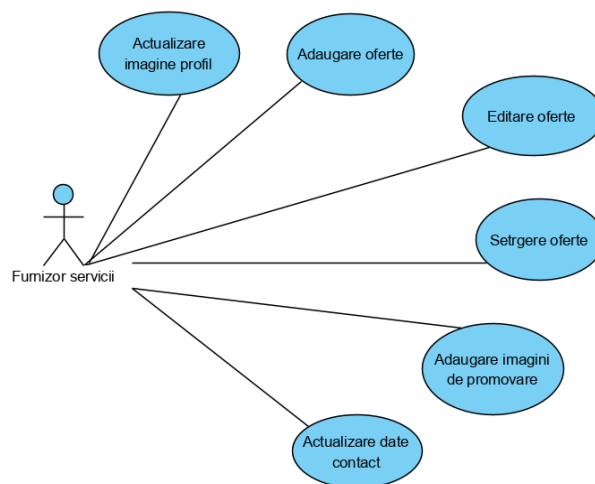 Actualizare
imagine profil
Adaugare oferte
Editare oferte
Setrgere oferte
Furnizor servicii
Adaugare imagini
de promovare
Actualizare date
contact